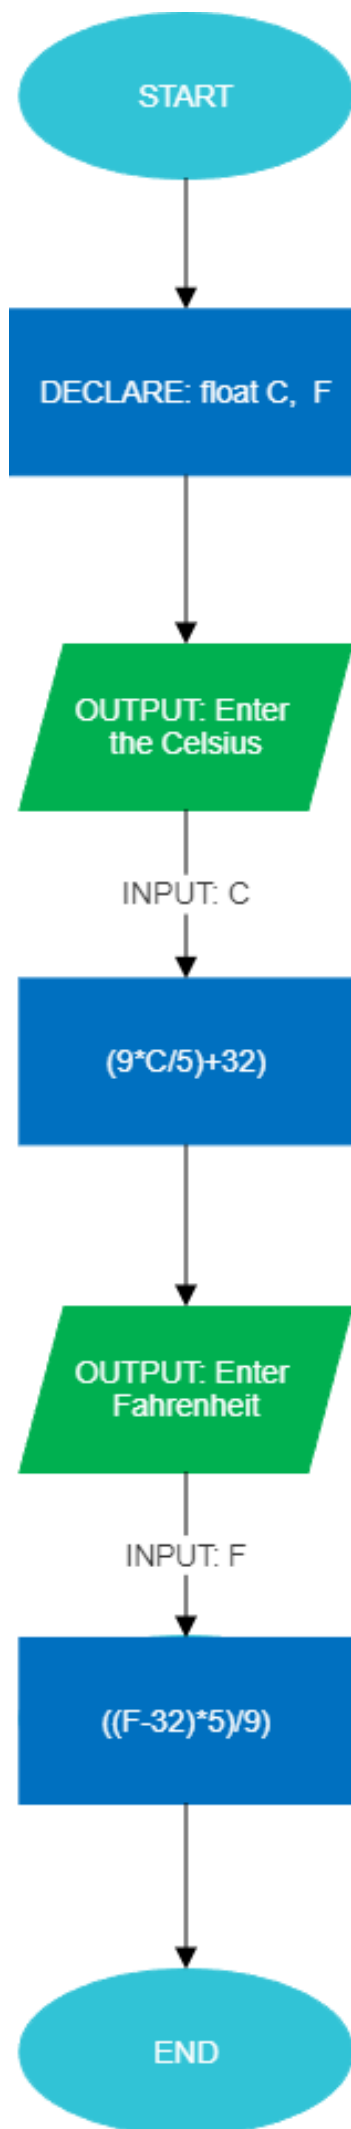 START
DECLARE: float C,  F
OUTPUT: Enter
the Celsius
INPUT: C
(9*C/5)+32)
OUTPUT: Enter
Fahrenheit
INPUT: F
((F-32)*5)/9)
END